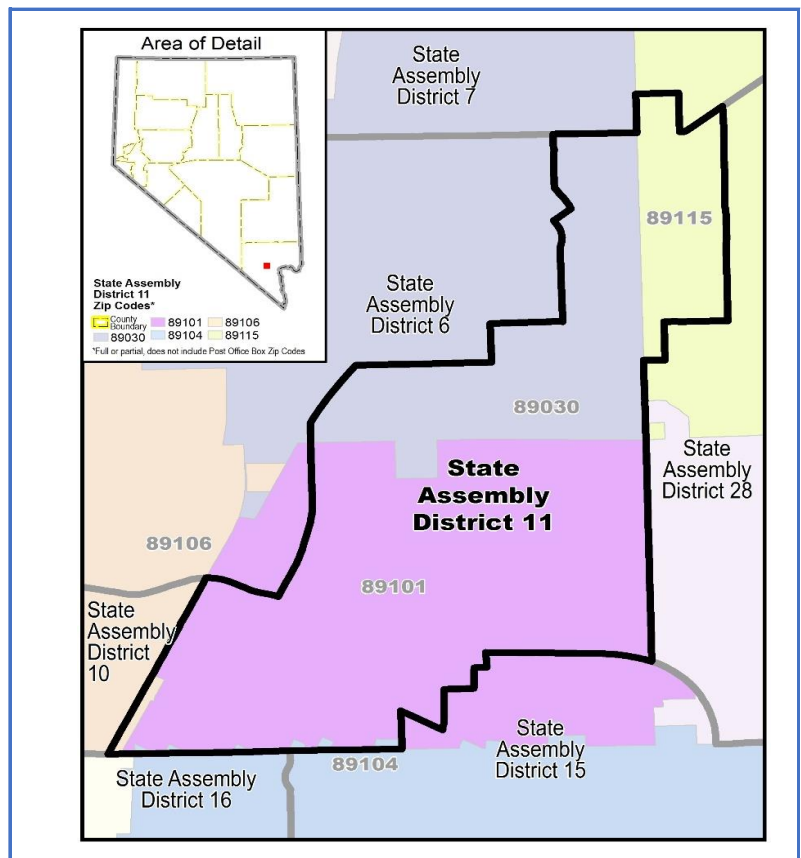 Area of Detail
State Assembly
District 11
Zip Codes*
County
Boundary
89101
89106
89030
89104
89115
*Full or partial, does not include Post Office Box Zip Codes
State
Assembly
District 7
89115
State
Assembly
District 6
89030
State
Assembly
District 28
State
Assembly
District 11
89106
89101
State
Assembly
District
10
State
Assembly
District 15
89104
State Assembly
District 16